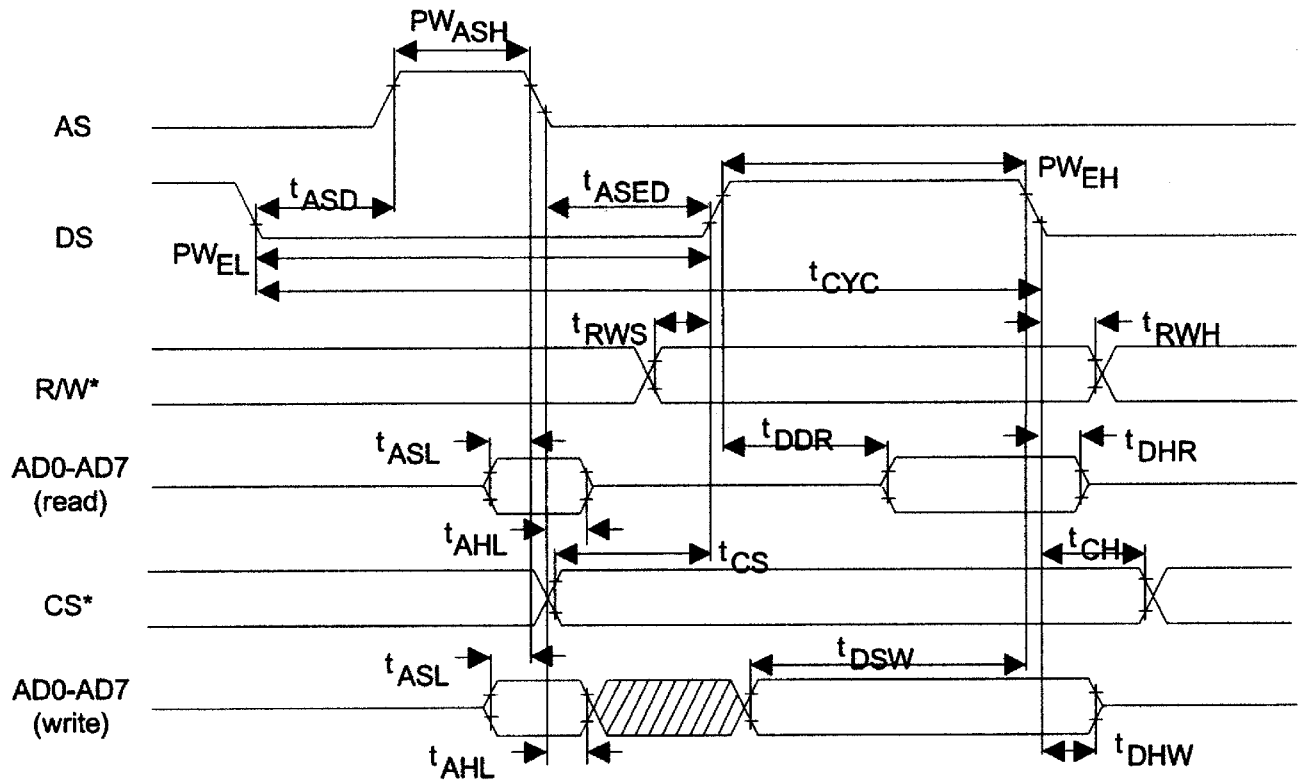 PWASH
AS
tASD
tASED
PWEH
DS
PWEL
tCYC
tRWS
tRWH
R/W*
tASL
tDDR
tDHR
AD0-AD7
(read)
tAHL
tCS
tCH
CS*
tASL
tDSW
AD0-AD7
(write)
tAHL
tDHW